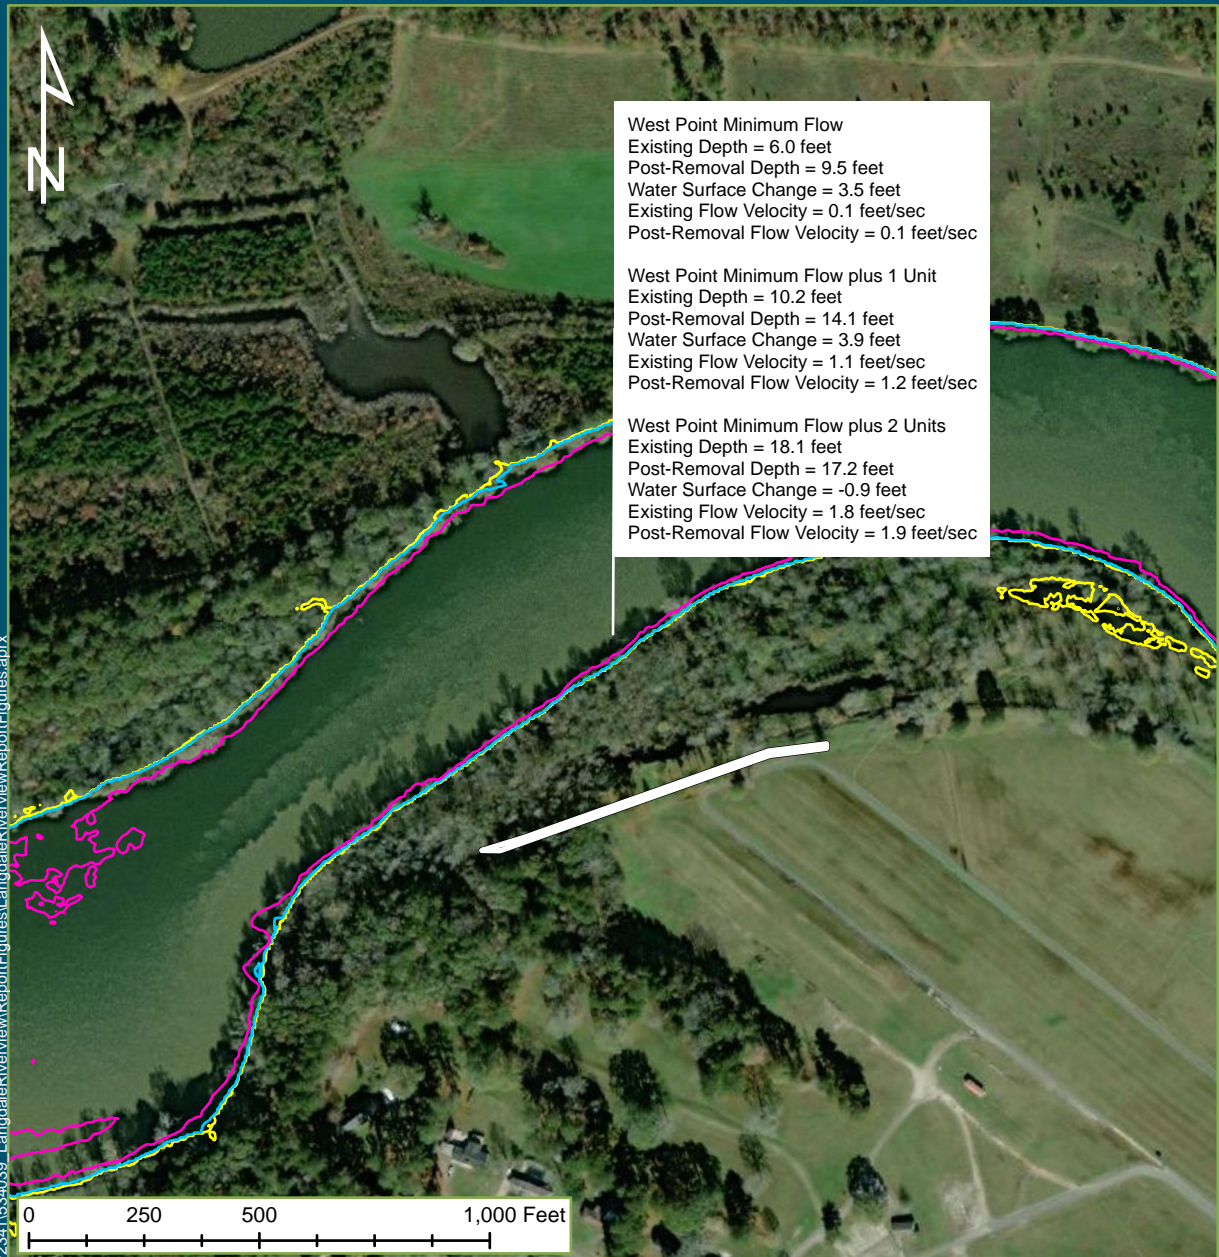 N
West Point Minimum Flow
Existing Depth = 6.0 feet
Post-Removal Depth = 9.5 feet
Water Surface Change = 3.5 feet
Existing Flow Velocity = 0.1 feet/sec
Post-Removal Flow Velocity = 0.1 feet/sec
West Point Minimum Flow plus 1 Unit
Existing Depth = 10.2 feet
Post-Removal Depth = 14.1 feet
Water Surface Change = 3.9 feet
Existing Flow Velocity = 1.1 feet/sec
Post-Removal Flow Velocity = 1.2 feet/sec
West Point Minimum Flow plus 2 Units
Existing Depth = 18.1 feet
Post-Removal Depth = 17.2 feet
Water Surface Change = -0.9 feet
Existing Flow Velocity = 1.8 feet/sec
Post-Removal Flow Velocity = 1.9 feet/sec
2341\534039_LangdaleRiverview\ReportFigures\LangdaleRiverviewReportFigures.aprx
0 250 500 1,000 Feet